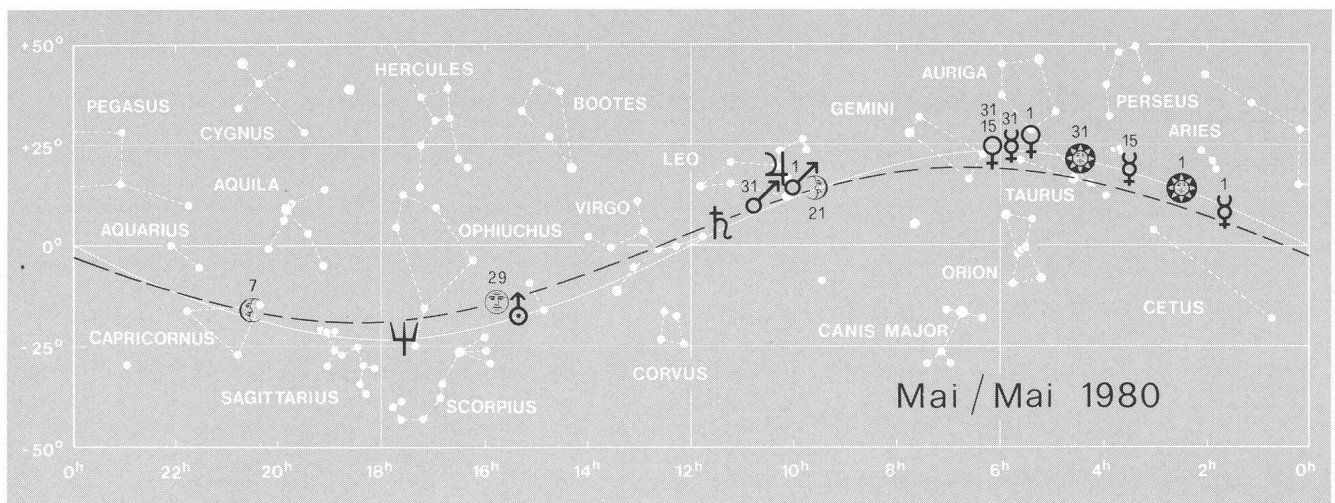 +50°
HERCULES
AURIGA
PEGASUS
BOOTES
GEMINI
PERSEUS
CYGNUS
31
15
31
1
31
15
ARIES
+25°
LEO
1
1
AQUILA
31
21
TAURUS
1
VIRGO
AQUARIUS
OPHIUCHUS
0°
ORION
7
29
CETUS
CAPRICORNUS
CANIS MAJOR
-25°
CORVUS
SAGITTARIUS
SCORPIUS
Mai / Mai 1980
-50°
0h 22h 20h 18h 16h 14h 12h 10h 8h 6h 4h 2h 0h